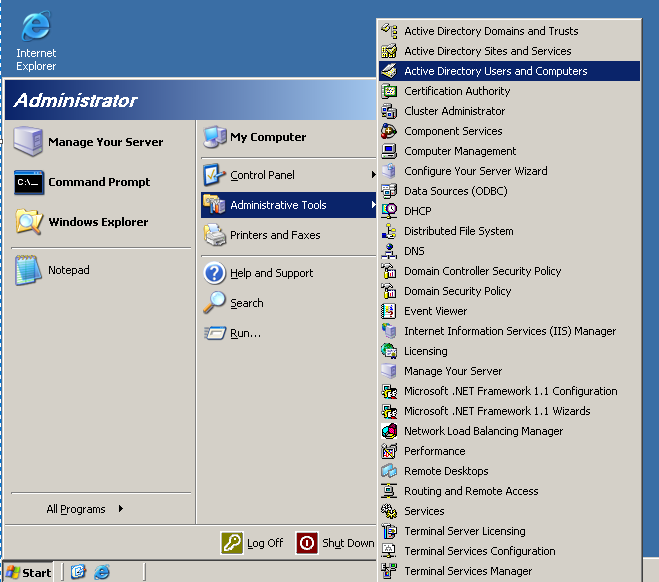 Internet
Explorer
Administrator
Manage Your Server
Command Prompt
Windows Explorer
Notepad
All Programs
My Computer
Control Panel
Administrative Tools
Printers and Faxes
Help and Support
Search
Run...
Log Off
Shut Down
Start
Active Directory Domains and Trusts
Active Directory Sites and Services
Active Directory Users and Computers
Certification Authority
Cluster Administrator
Component Services
Computer Management
Configure Your Server Wizard
Data Sources (ODBC)
DHCP
Distributed File System
DNS
Domain Controller Security Policy
Domain Security Policy
Event Viewer
Internet Information Services (IIS) Manager
Licensing
Manage Your Server
Microsoft .NET Framework 1.1 Configuration
Microsoft .NET Framework 1.1 Wizards
Network Load Balancing Manager
Performance
Remote Desktops
Routing and Remote Access
Services
Terminal Server Licensing
Terminal Services Configuration
Terminal Services Manager